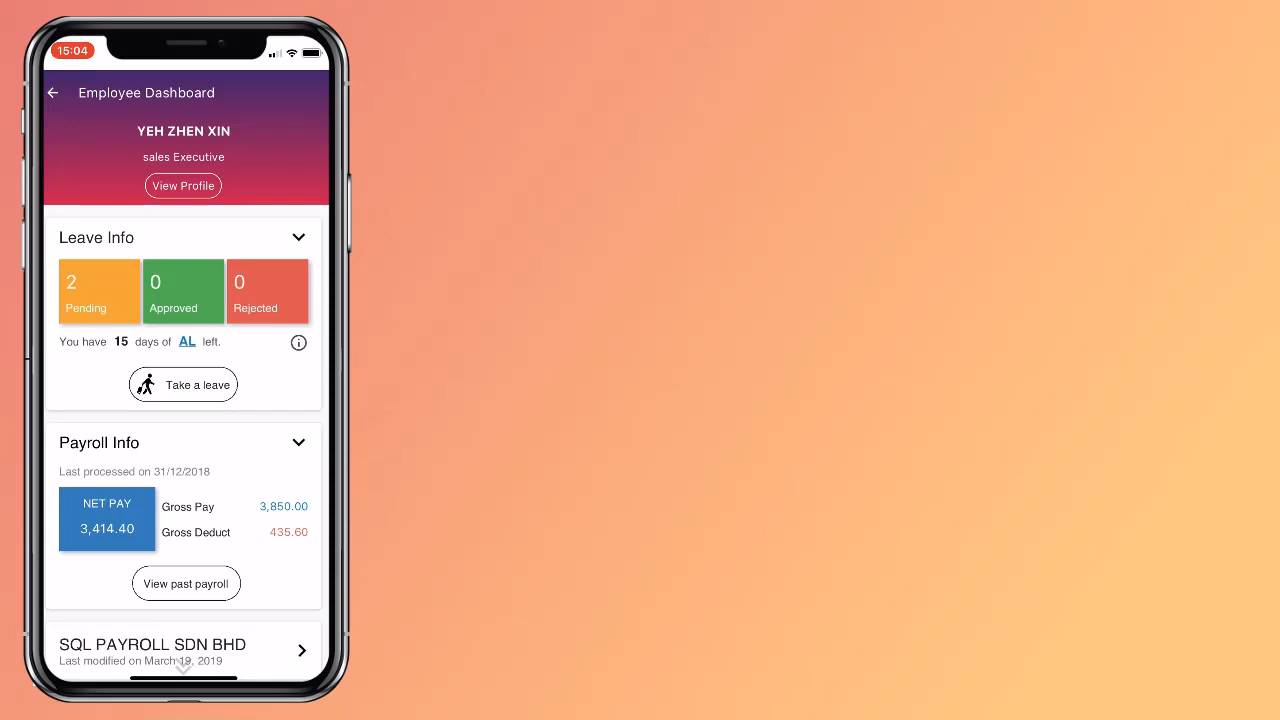 15:04
Employee Dashboard
YEH ZHEN XIN
sales Executive
View Profile
Leave Info
2 0 0
Pending Approved Rejected
You have 15 days of AL left.
Take a leave
Payroll Info
Last processed on 31/12/2018
NET PAY
3,414.40
Gross Pay 3,850.00
Gross Deduct 435.60
View past payroll
SQL PAYROLL SDN BHD
Last modified on March 19, 2019